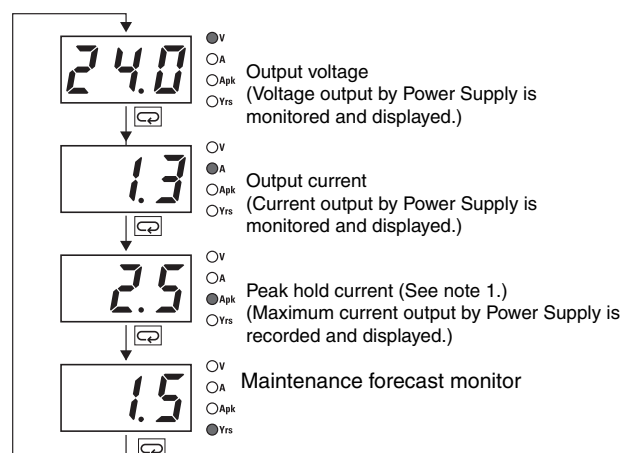 24.0
V
A
Apk
Yrs
Output voltage
(Voltage output by Power Supply is
monitored and displayed.)
1.3
V
A
Apk
Yrs
Output current
(Current output by Power Supply is
monitored and displayed.)
2.5
V
A
Apk
Yrs
Peak hold current (See note 1.)
(Maximum current output by Power Supply is
recorded and displayed.)
1.5
V
A
Apk
Yrs
Maintenance forecast monitor